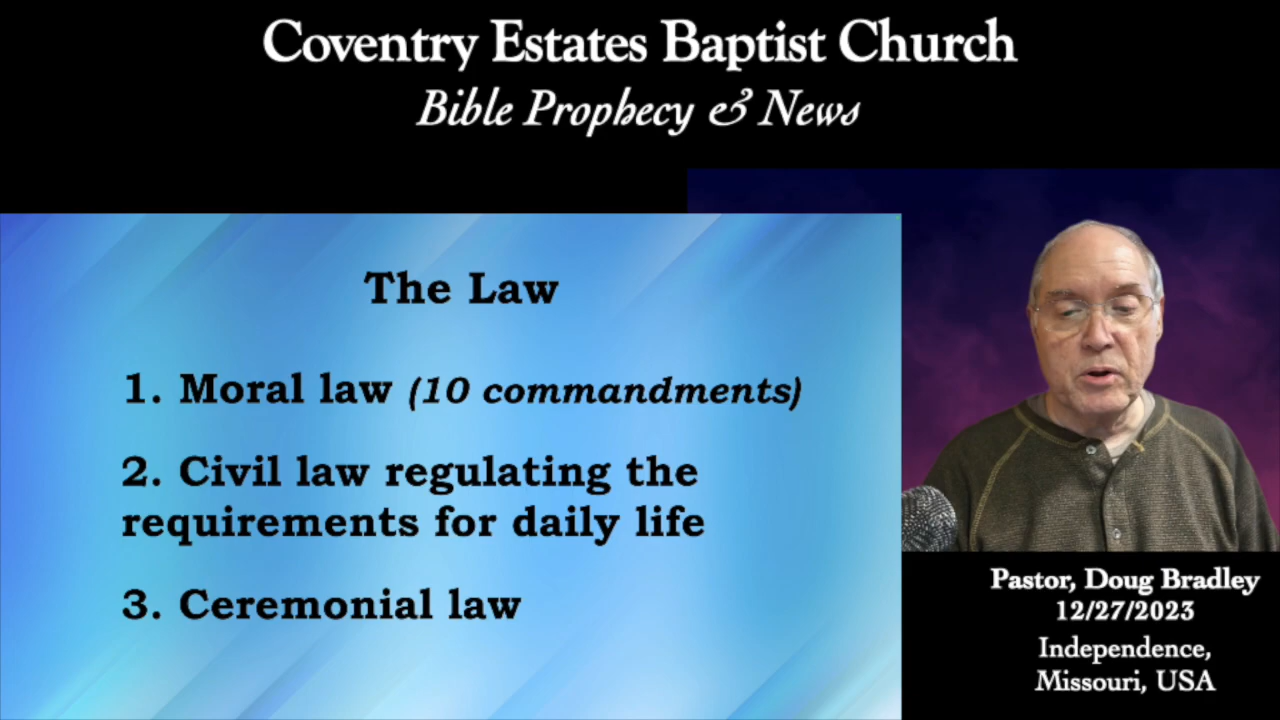 Coventry Estates Baptist Church
Bible Prophecy & News
The Law
1. Moral law (10 commandments)
2. Civil law regulating the
requirements for daily life
3. Ceremonial law
Pastor, Doug Bradley
12/27/2023
Independence,
Missouri, USA